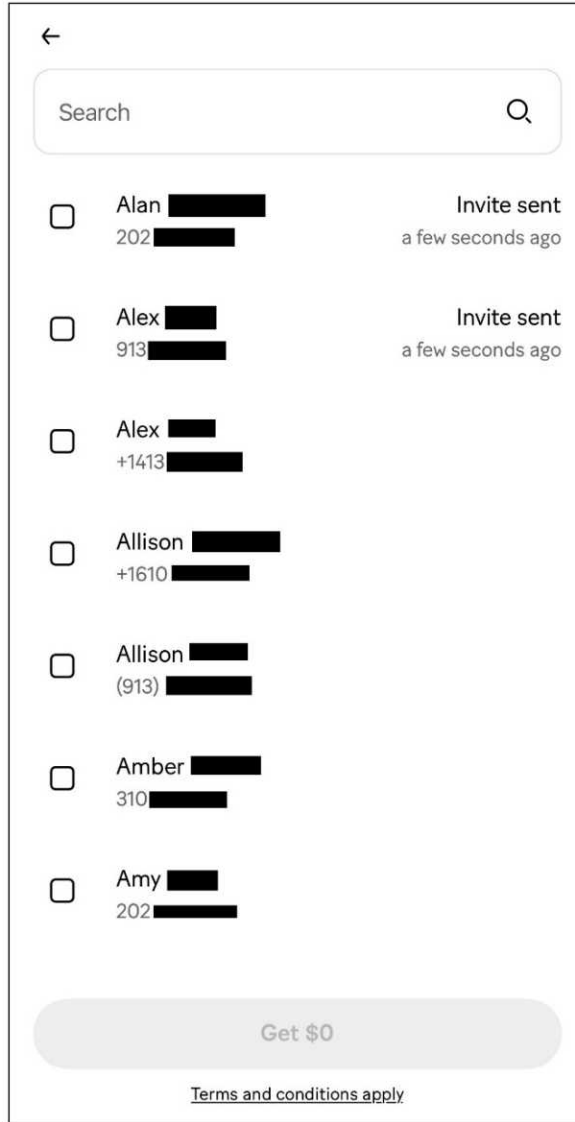 Search
Alan
202
Invite sent
a few seconds ago
Alex
913
Invite sent
a few seconds ago
Alex
+1413
Allison
+1610
Allison
(913)
Amber
310
Amy
202
Get $0
Terms and conditions apply